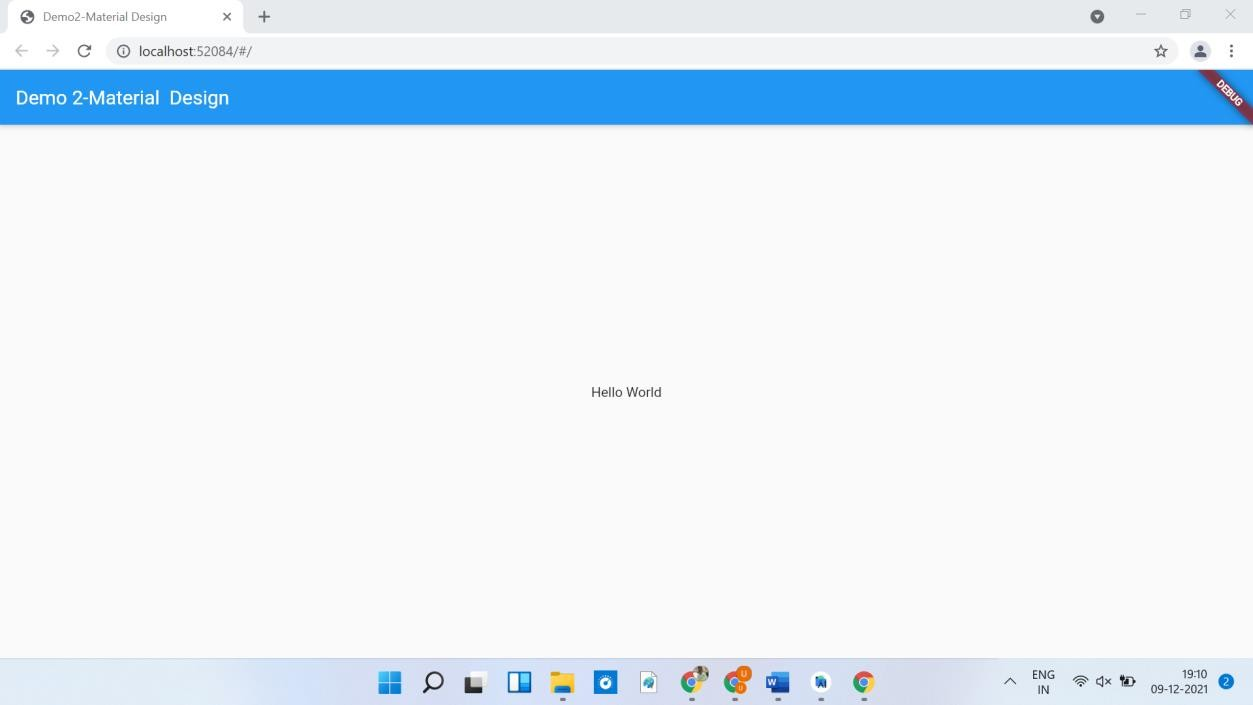 Demo2-Material Design
localhost:52084/#/
Demo 2-Material  Design
DEBUG
Hello World
U
U
W
ENG
IN
19:10
09-12-2021
2